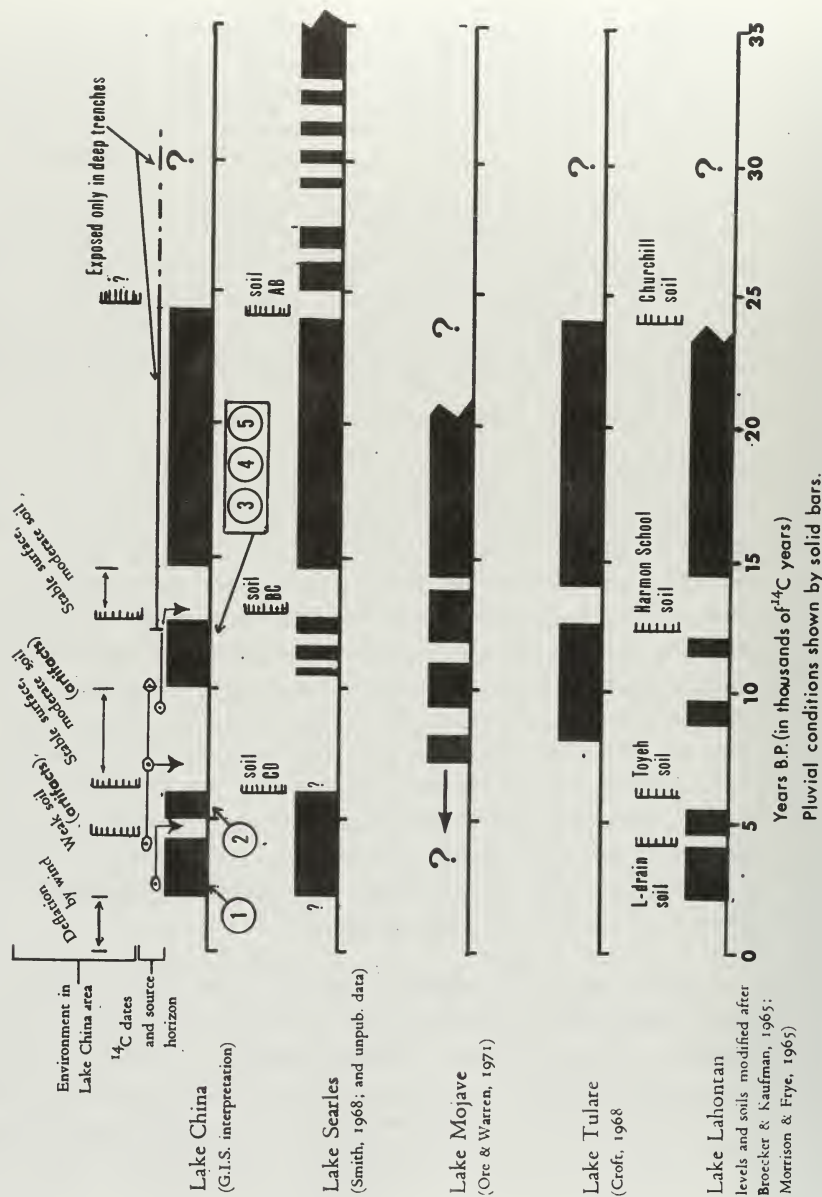 Environment in
Lake China area
14C dates
and source
horizon
Deflation
by wind
Weak soil
(artifacts),
Stable surface,
moderate soil
(artifacts)
Stable surface,
moderate soil
?
Exposed only in deep trenches
Lake China
(G.I.S. interpretation)
1
2
3 4 5
?
Lake Searles
(Smith, 1968; and unpub. data)
?
?
soil
CD
soil
BC
soil
AB
Lake Mojave
(Ore & Warren, 1971)
?
?
Lake Tulare
(Croft, 1968
?
Lake Lahontan
levels and soils modified after
Broecker & Kaufman, 1965;
Morrison & Frye, 1965)
L-drain
soil
Toyeh
soil
Harmon School
soil
Churchill
soil
?
0 5 10 15 20 25 30 35
Years B.P. (in thousands of 14C years)
Pluvial conditions shown by solid bars.